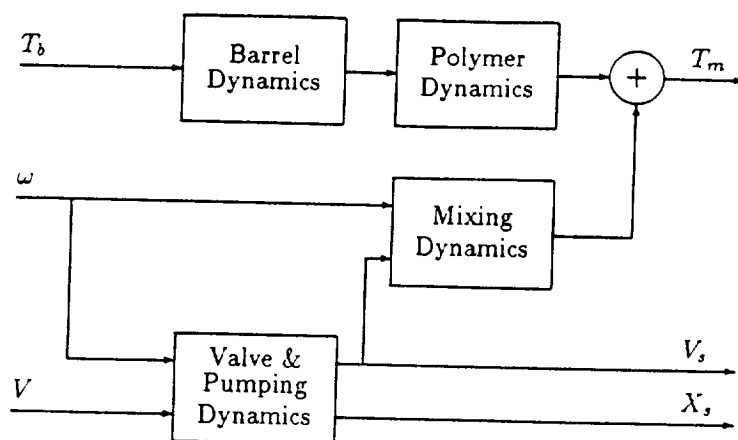 T_b
Barrel
Dynamics
Polymer
Dynamics
+
T_m
ω
Mixing
Dynamics
V
Valve &
Pumping
Dynamics
V_s
X_s